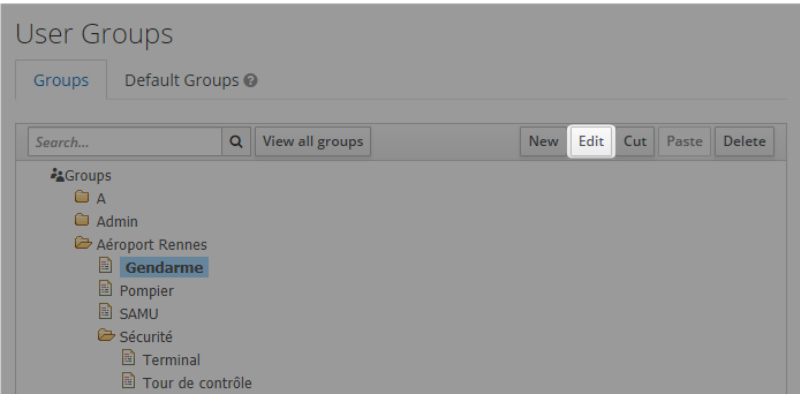 User Groups
Groups Default Groups
Search... View all groups New Edit Cut Paste Delete
Groups
A
Admin
Aéroport Rennes
Gendarme
Pompier
SAMU
Sécurité
Terminal
Tour de contrôle